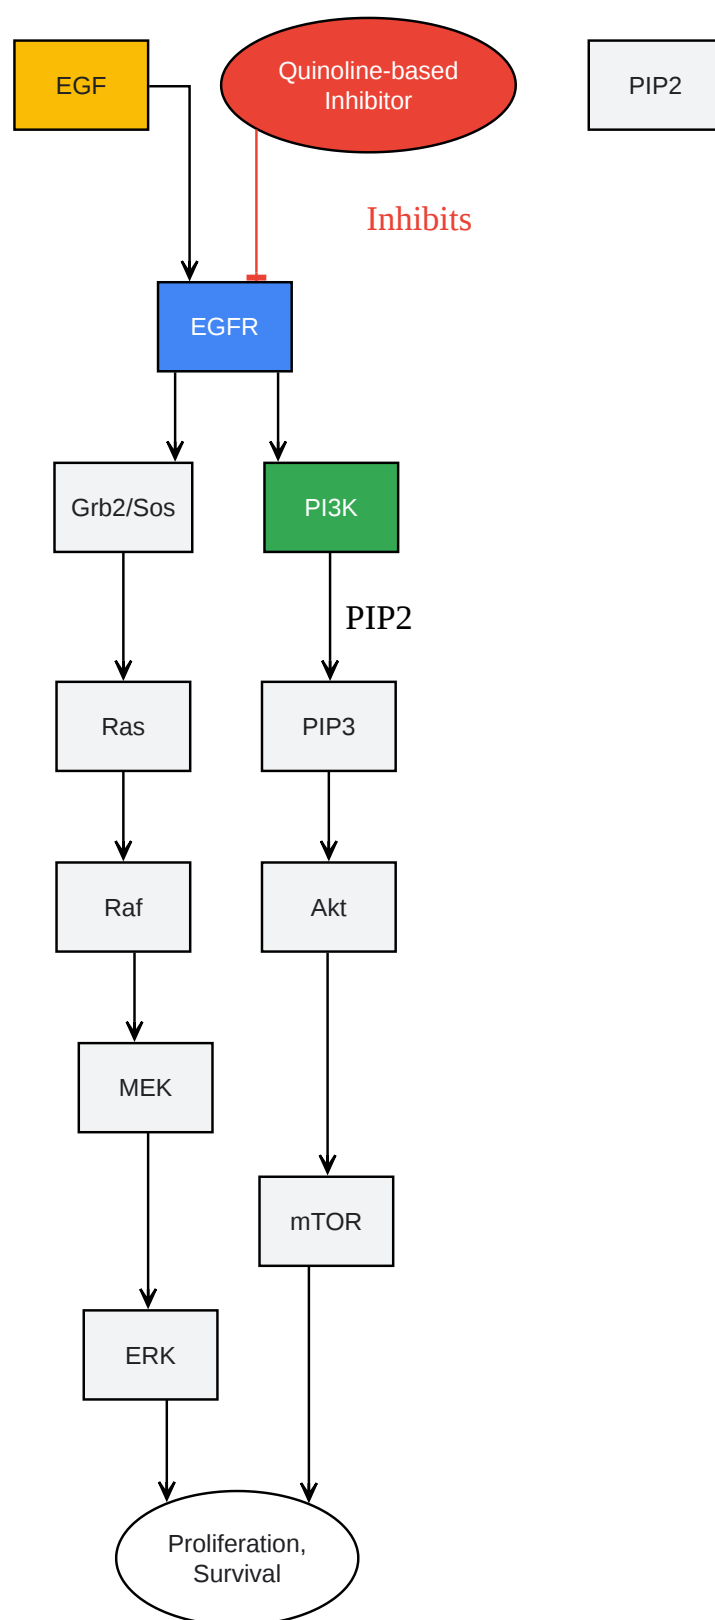 EGF
Quinoline-based
Inhibitor
PIP2
Inhibits
EGFR
Grb2/Sos
PI3K
PIP2
Ras
PIP3
Raf
Akt
MEK
mTOR
ERK
Proliferation,
Survival